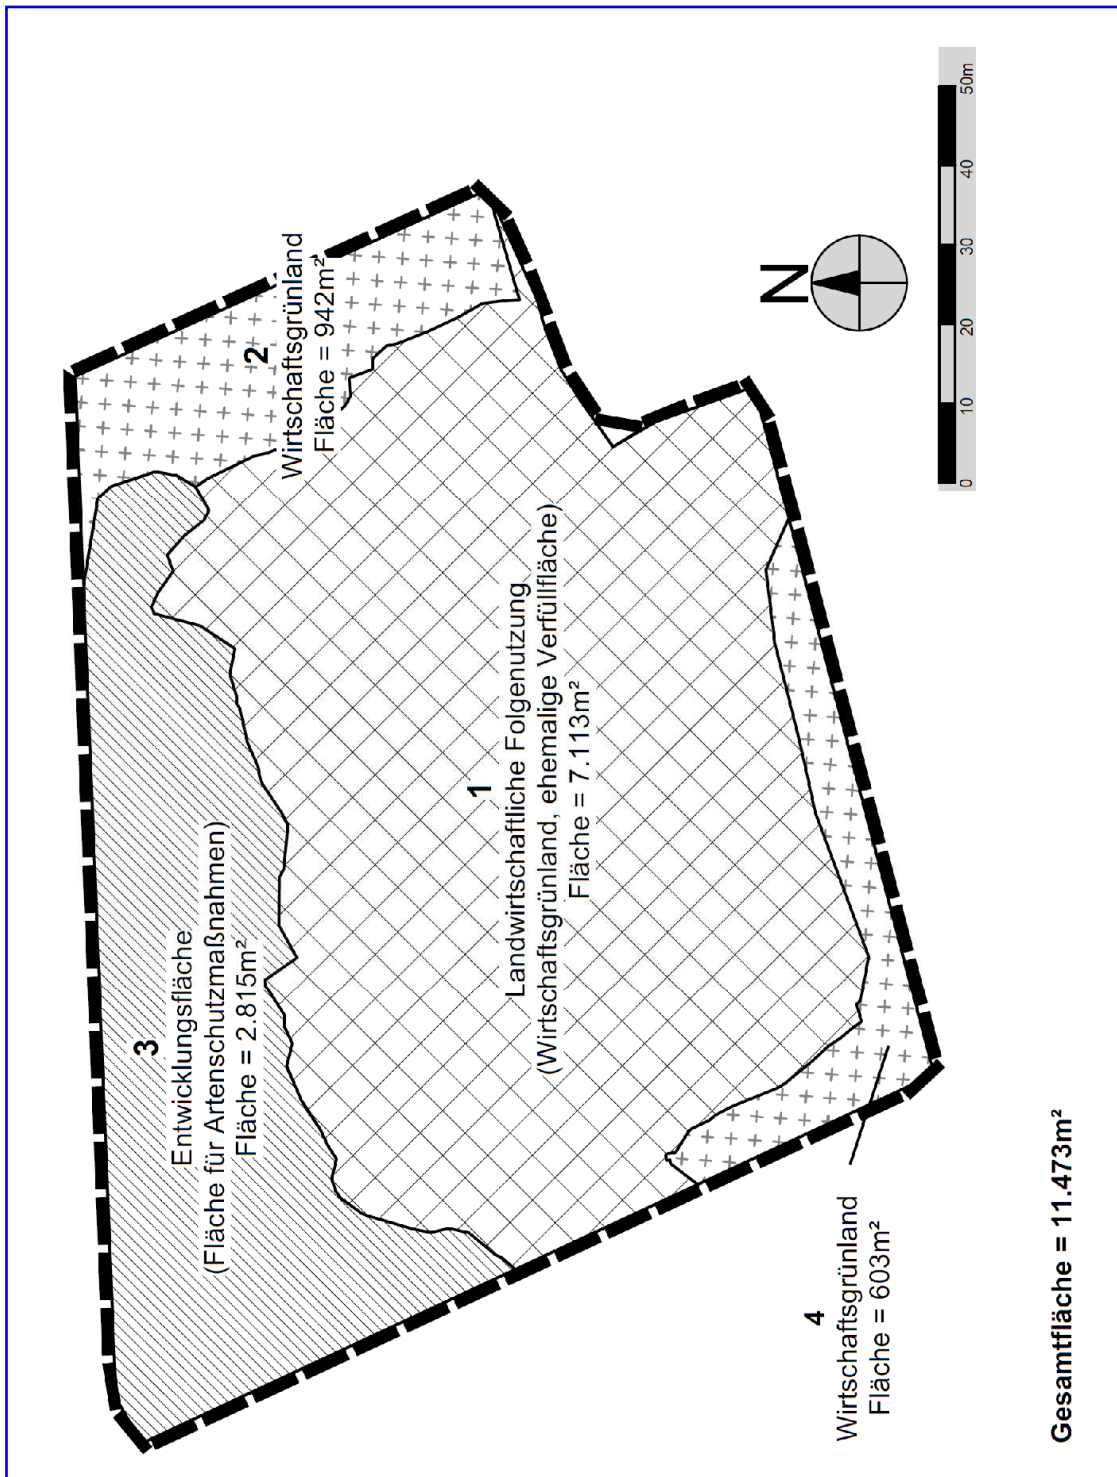 3
Entwicklungsfläche
(Fläche für Artenschutzmaßnahmen)
Fläche = 2.815m²
2
Wirtschaftsgrünland
Fläche = 942m²
1
Landwirtschaftliche Folgenutzung
(Wirtschaftsgrünland, ehemalige Verfüllfläche)
Fläche = 7.113m²
4
Wirtschaftsgrünland
Fläche = 603m²
N
0 10 20 30 40 50m
Gesamtfläche = 11.473m²